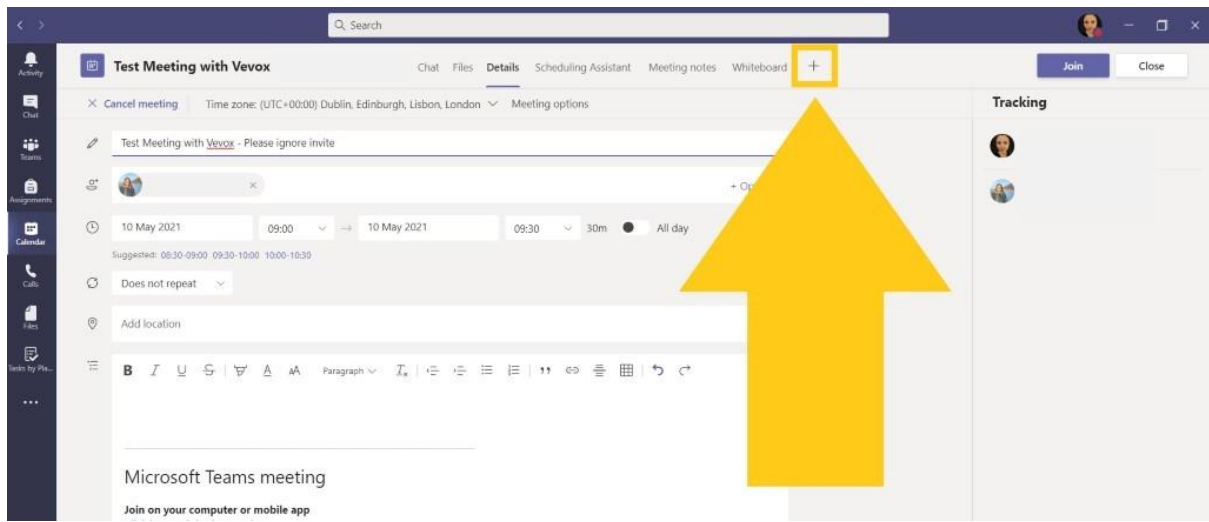 Search
Activity
Chat
Teams
Assignments
Calendar
Calls
Files
Tasks by Pla...
Test Meeting with Vevox
Chat Files Details Scheduling Assistant Meeting notes Whiteboard +
Join Close
Cancel meeting Time zone: (UTC+00:00) Dublin, Edinburgh, Lisbon, London Meeting options
Tracking
Test Meeting with Vevox - Please ignore invite
10 May 2021 09:00 → 10 May 2021 09:30 30m All day
Suggested: 08:30-09:00 09:30-10:00 10:00-10:30
Does not repeat
Add location
B I U S A AA Paragraph
Microsoft Teams meeting
Join on your computer or mobile app